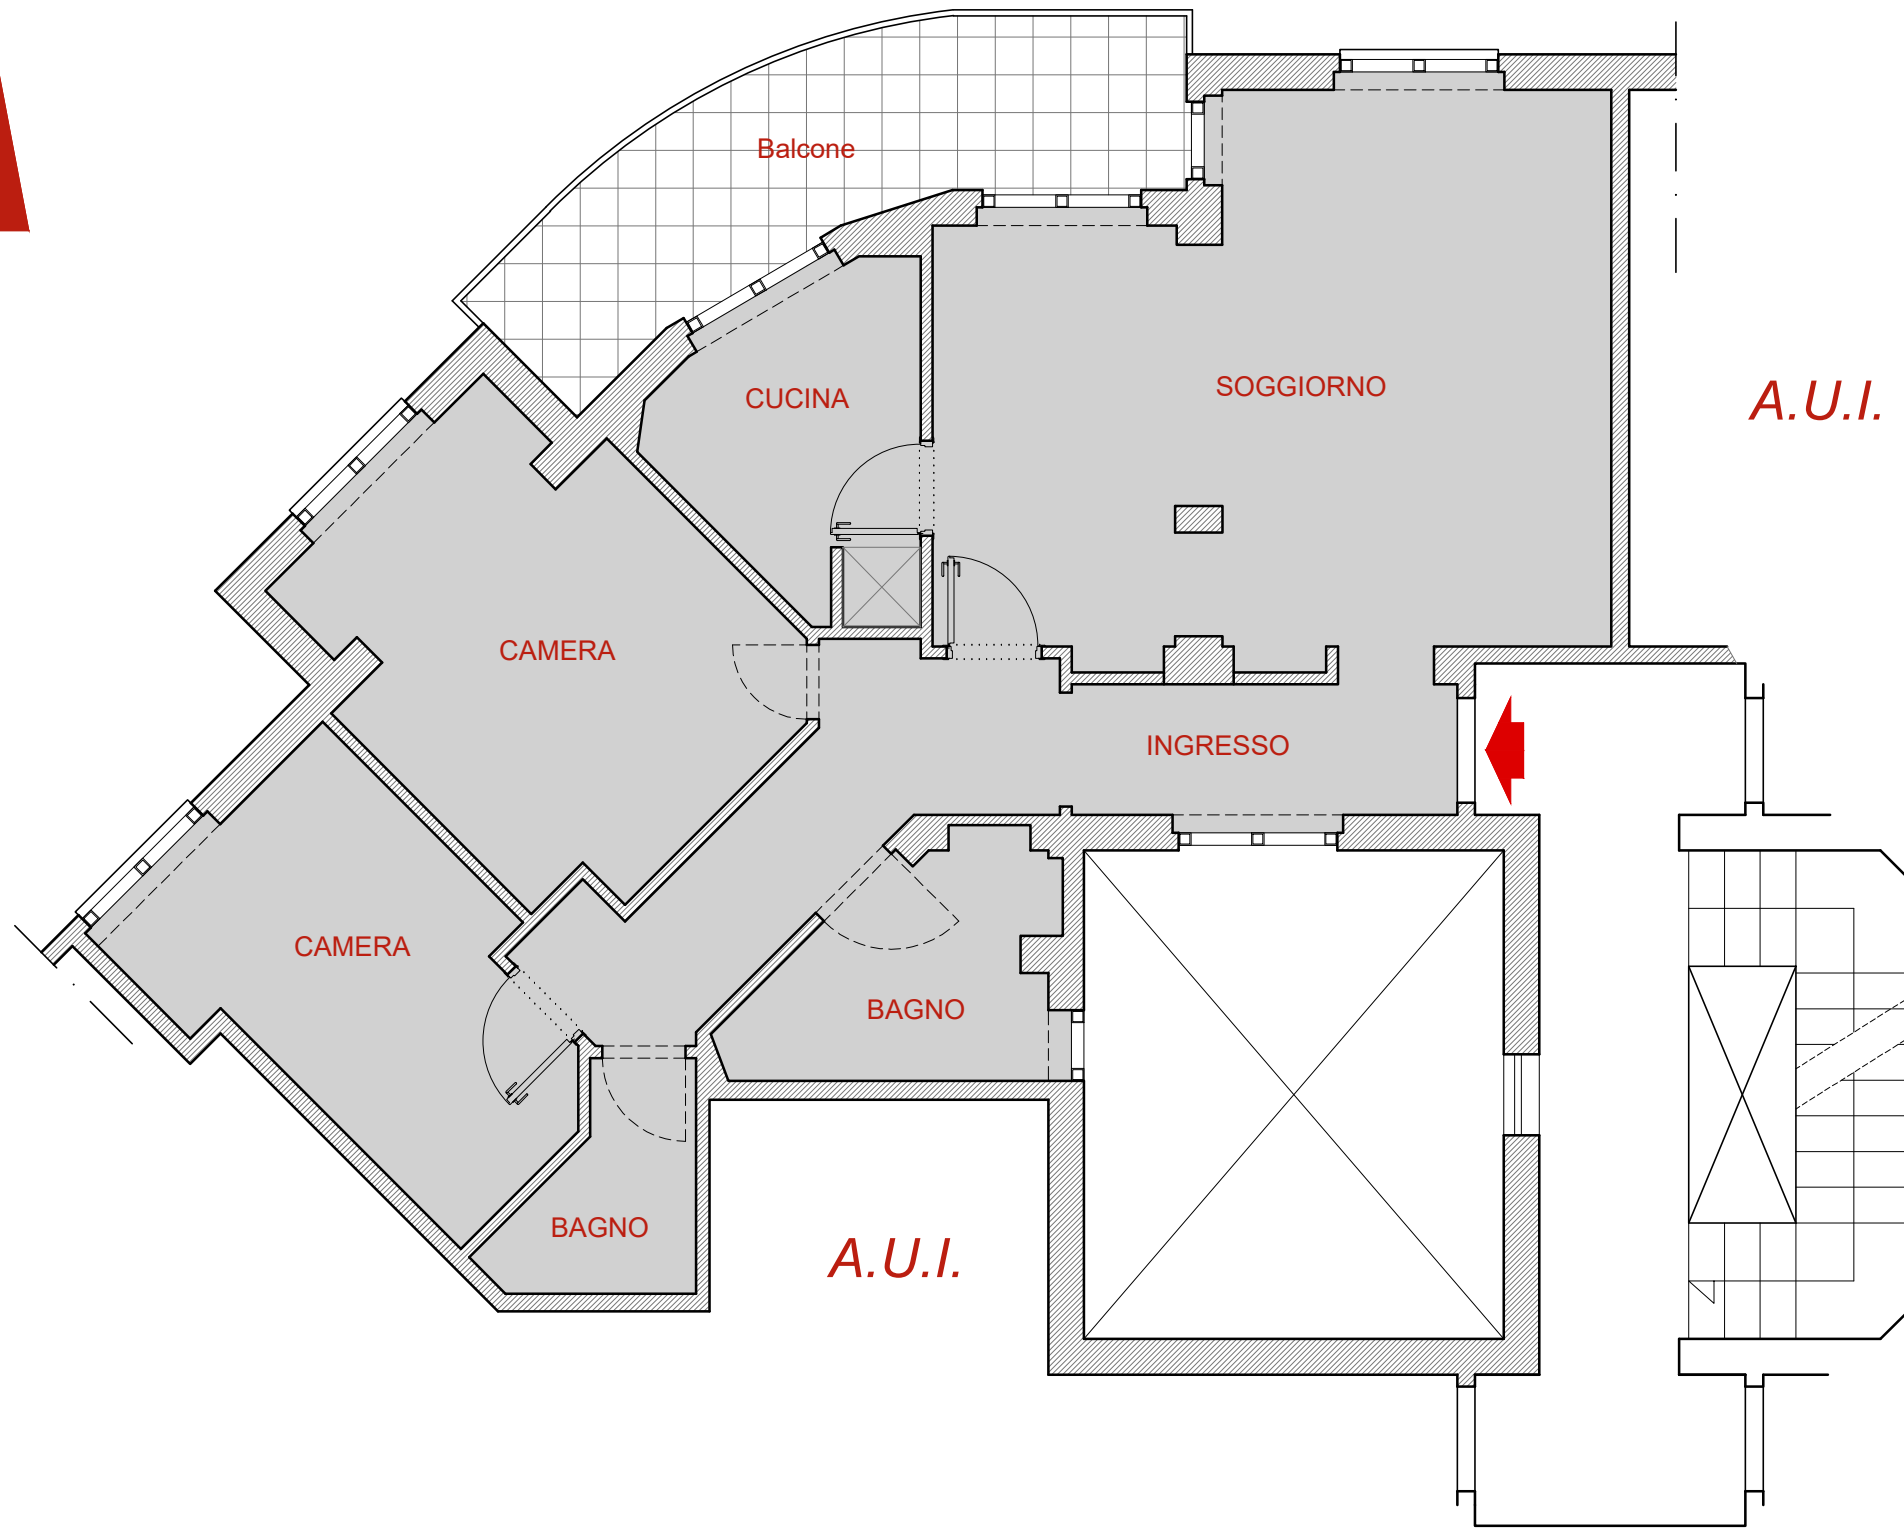 Balcone
CUCINA
SOGGIORNO
A.U.I.
CAMERA
INGRESSO
CAMERA
BAGNO
BAGNO
A.U.I.